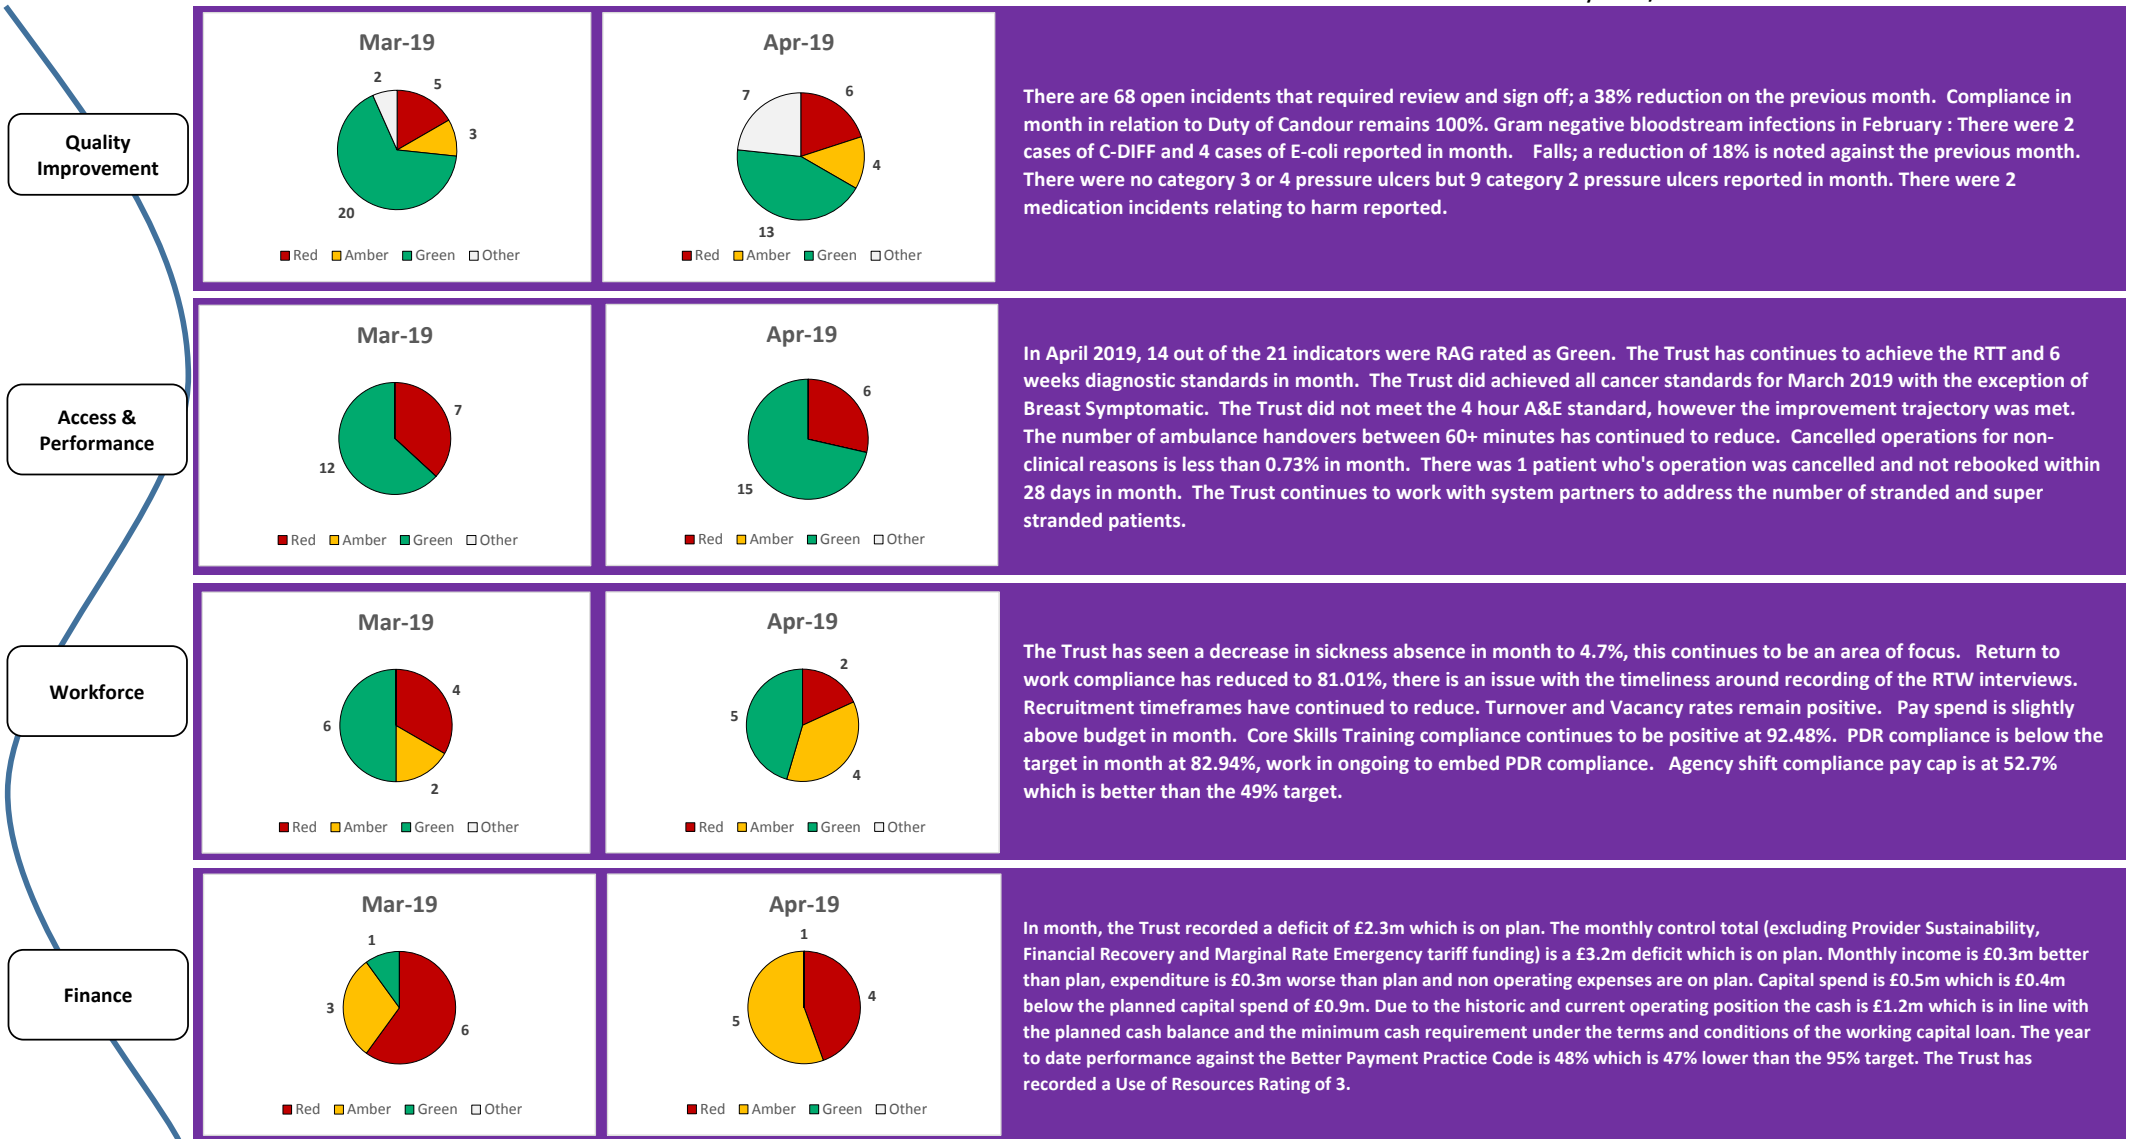 Quality
Improvement
Mar-19
2
5
3
20
Red Amber Green Other
Apr-19
7
6
4
13
Red Amber Green Other
There are 68 open incidents that required review and sign off; a 38% reduction on the previous month. Compliance in
month in relation to Duty of Candour remains 100%. Gram negative bloodstream infections in February : There were 2
cases of C-DIFF and 4 cases of E-coli reported in month. Falls; a reduction of 18% is noted against the previous month.
There were no category 3 or 4 pressure ulcers but 9 category 2 pressure ulcers reported in month. There were 2
medication incidents relating to harm reported.
Access &
Performance
Mar-19
7
12
Red Amber Green Other
Apr-19
6
15
Red Amber Green Other
In April 2019, 14 out of the 21 indicators were RAG rated as Green. The Trust has continues to achieve the RTT and 6
weeks diagnostic standards in month. The Trust did achieved all cancer standards for March 2019 with the exception of
Breast Symptomatic. The Trust did not meet the 4 hour A&E standard, however the improvement trajectory was met.
The number of ambulance handovers between 60+ minutes has continued to reduce. Cancelled operations for non-
clinical reasons is less than 0.73% in month. There was 1 patient who's operation was cancelled and not rebooked within
28 days in month. The Trust continues to work with system partners to address the number of stranded and super
stranded patients.
Workforce
Mar-19
4
6
2
Red Amber Green Other
Apr-19
2
5
4
Red Amber Green Other
The Trust has seen a decrease in sickness absence in month to 4.7%, this continues to be an area of focus. Return to
work compliance has reduced to 81.01%, there is an issue with the timeliness around recording of the RTW interviews.
Recruitment timeframes have continued to reduce. Turnover and Vacancy rates remain positive. Pay spend is slightly
above budget in month. Core Skills Training compliance continues to be positive at 92.48%. PDR compliance is below the
target in month at 82.94%, work in ongoing to embed PDR compliance. Agency shift compliance pay cap is at 52.7%
which is better than the 49% target.
Finance
Mar-19
1
3
6
Red Amber Green Other
Apr-19
1
4
5
Red Amber Green Other
In month, the Trust recorded a deficit of £2.3m which is on plan. The monthly control total (excluding Provider Sustainability,
Financial Recovery and Marginal Rate Emergency tariff funding) is a £3.2m deficit which is on plan. Monthly income is £0.3m better
than plan, expenditure is £0.3m worse than plan and non operating expenses are on plan. Capital spend is £0.5m which is £0.4m
below the planned capital spend of £0.9m. Due to the historic and current operating position the cash is £1.2m which is in line with
the planned cash balance and the minimum cash requirement under the terms and conditions of the working capital loan. The year
to date performance against the Better Payment Practice Code is 48% which is 47% lower than the 95% target. The Trust has
recorded a Use of Resources Rating of 3.